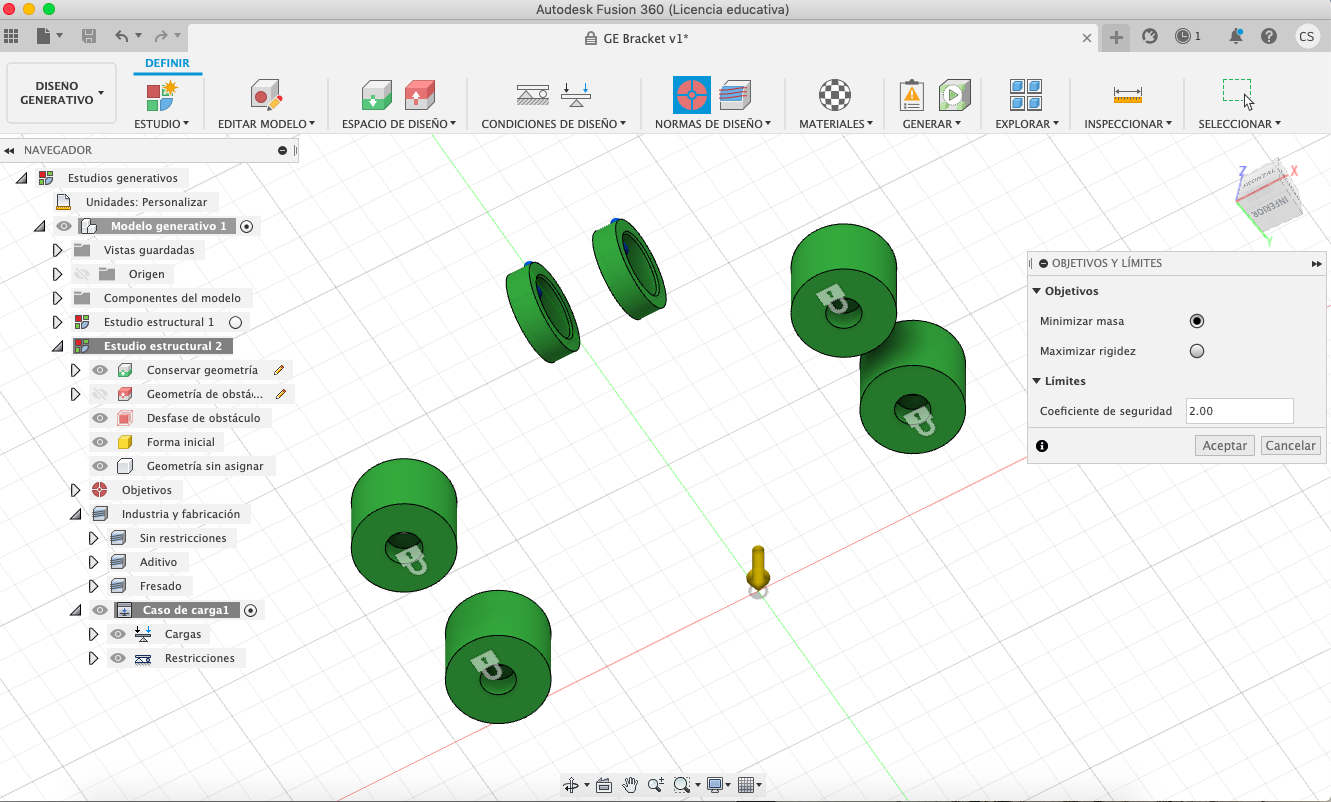 Autodesk Fusion 360 (Licencia educativa)
GE Bracket v1*
1
CS
DISEÑO
GENERATIVO
DEFINIR
ESTUDIO
EDITAR MODELO
ESPACIO DE DISEÑO
CONDICIONES DE DISEÑO
NORMAS DE DISEÑO
MATERIALES
GENERAR
EXPLORAR
INSPECCIONAR
SELECCIONAR
NAVEGADOR
Estudios generativos
Unidades: Personalizar
Modelo generativo 1
Vistas guardadas
Origen
Componentes del modelo
Estudio estructural 1
Estudio estructural 2
Conservar geometría
Geometría de obstá...
Desfase de obstáculo
Forma inicial
Geometría sin asignar
Objetivos
Industria y fabricación
Sin restricciones
Aditivo
Fresado
Caso de carga1
Cargas
Restricciones
Z
X
INFERIOR
Y
OBJETIVOS Y LÍMITES
Objetivos
Minimizar masa
Maximizar rigidez
Límites
Coeficiente de seguridad
2.00
Aceptar
Cancelar